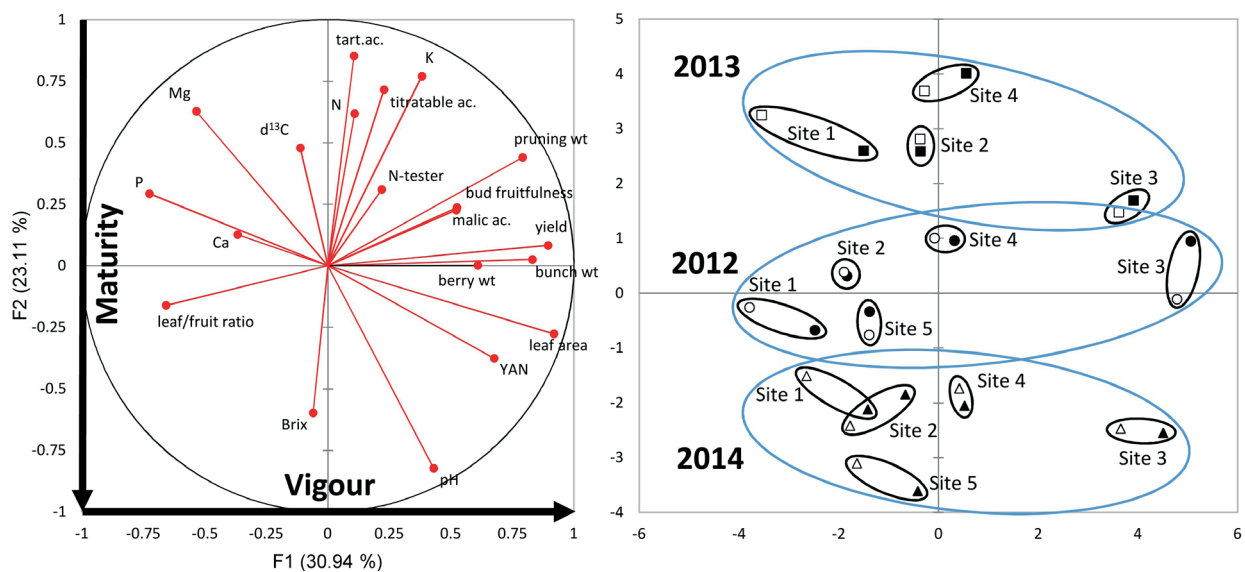 1
0.75
0.5
0.25
0
-0.25
-0.5
-0.75
-1
-1
-0.75
-0.5
-0.25
0
0.25
0.5
0.75
1
F2 (23.11 %)
F1 (30.94 %)
Maturity
Vigour
tart.ac.
K
Mg
N
titratable ac.
d13C
pruning wt
P
N-tester
bud fruitfulness
malic ac.
Ca
yield
berry wt
bunch wt
leaf/fruit ratio
leaf area
YAN
Brix
pH
5
4
3
2
1
0
-1
-2
-3
-4
-6
-4
-2
0
2
4
6
2013
Site 4
Site 1
Site 2
Site 3
2012
Site 2
Site 4
Site 3
Site 1
Site 5
2014
Site 1
Site 4
Site 2
Site 3
Site 5